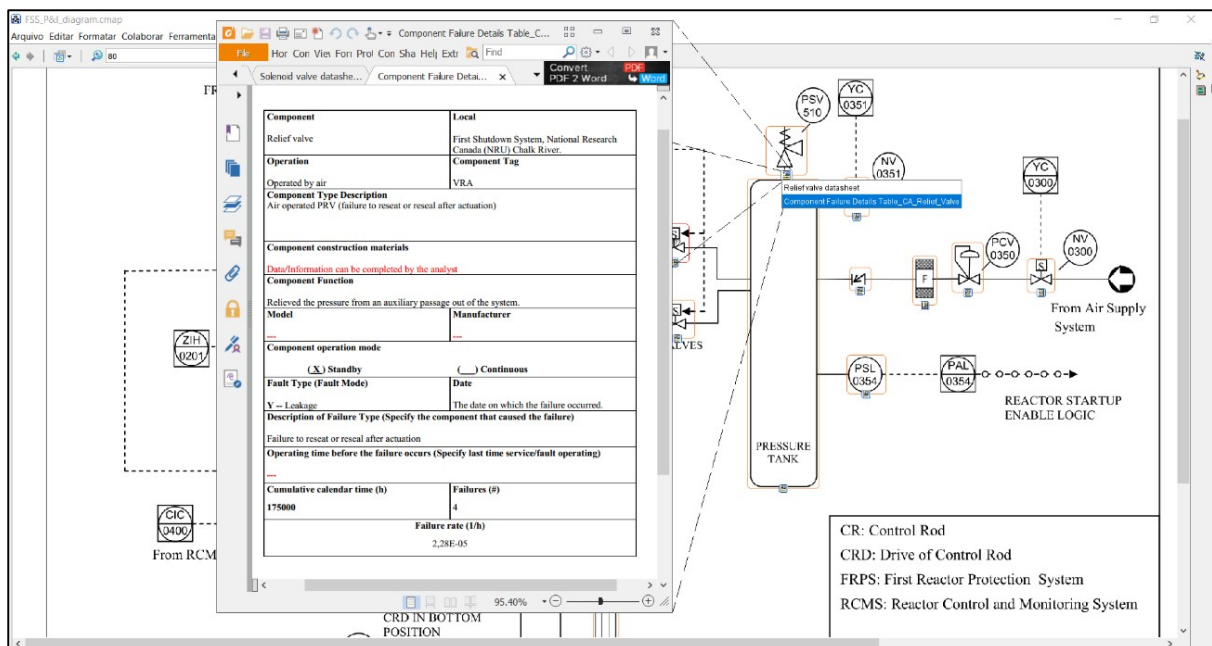 FSS_P&I_diagram.cmap
Arquivo Editar Formatar Colaborar Ferramenta
80
Component Failure Details Table_C...
File Hor Con Viev Forn Prol Con Sha Help Extr Find
Convert PDF
PDF 2 Word Word
Solenoid valve datashe... Component Failure Detai... X
Component
Local
Relief valve
First Shutdown System, National Research
Canada (NRU) Chalk River.
Operation
Component Tag
Operated by air
VRA
Component Type Description
Air operated PRV (failure to reseat or reseal after actuation)
Component construction materials
Data/Information can be completed by the analyst
Component Function
Relieved the pressure from an auxiliary passage out of the system.
Model
Manufacturer
---
---
Component operation mode
( X ) Standby
(__) Continuous
Fault Type (Fault Mode)
Date
Y -- Leakage
The date on which the failure occurred.
Description of Failure Type (Specify the component that caused the failure)
Failure to reseat or reseal after actuation
Operating time before the failure occurs (Specify last time service/fault operating)
---
Cumulative calendar time (h)
Failures (#)
175000
4
Failure rate (1/h)
2,28E-05
95.40%
FR
ZIH
0201
CIC
0400
From RCM
CRD IN BOTTOM
POSITION
PSV
510
YC
0351
NV
0351
Relief valve datasheet
Component Failure Details Table_CA_Relief_Valve
YC
0300
S
S
ALVES
F
PCV
0350
S
NV
0300
From Air Supply
System
PSL
0354
PAL
0354
REACTOR STARTUP
ENABLE LOGIC
PRESSURE
TANK
CR: Control Rod
CRD: Drive of Control Rod
FRPS: First Reactor Protection System
RCMS: Reactor Control and Monitoring System